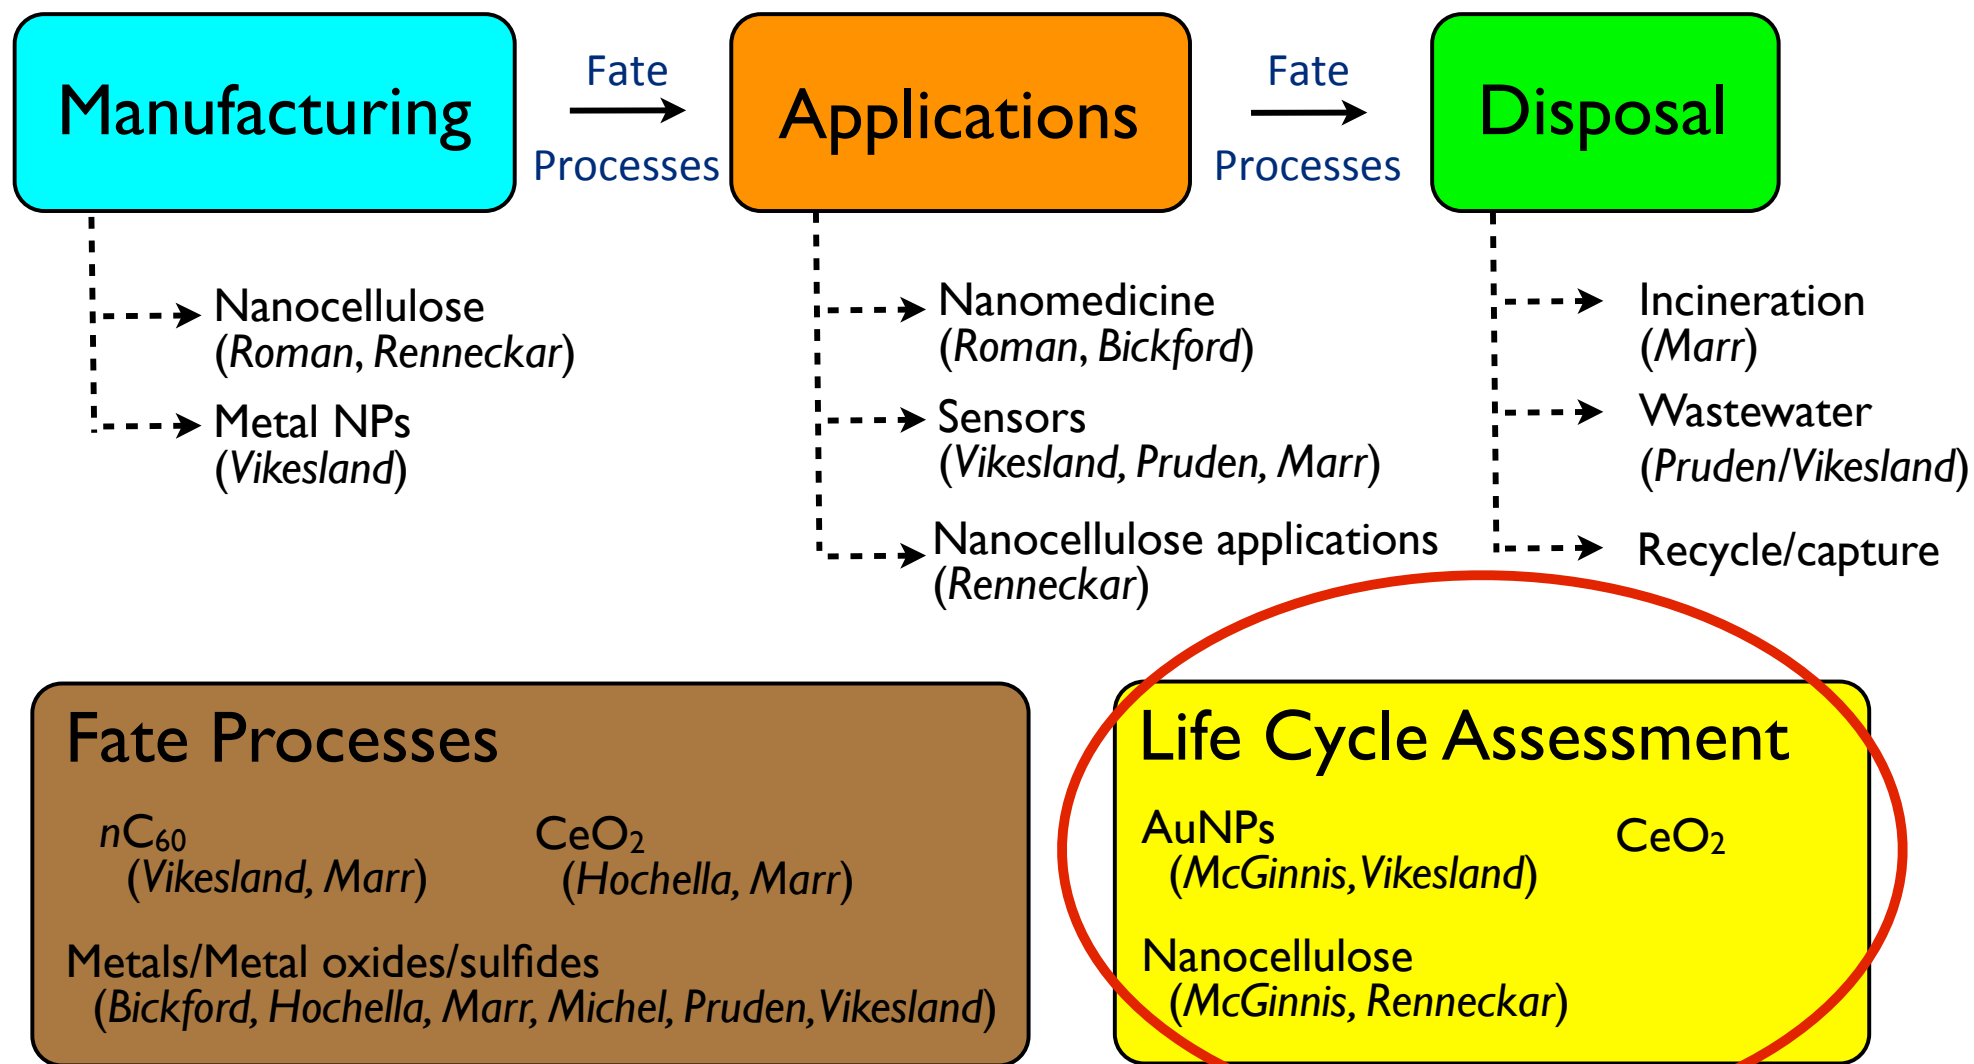 Manufacturing
Fate
Processes
Applications
Fate
Processes
Disposal
Nanocellulose
(Roman, Renneckar)
Metal NPs
(Vikesland)
Nanomedicine
(Roman, Bickford)
Sensors
(Vikesland, Pruden, Marr)
Nanocellulose applications
(Renneckar)
Incineration
(Marr)
Wastewater
(Pruden/Vikesland)
Recycle/capture
Fate Processes
nC₆₀
(Vikesland, Marr)
CeO₂
(Hochella, Marr)
Metals/Metal oxides/sulfides
(Bickford, Hochella, Marr, Michel, Pruden, Vikesland)
Life Cycle Assessment
AuNPs
(McGinnis, Vikesland)
CeO₂
Nanocellulose
(McGinnis, Renneckar)